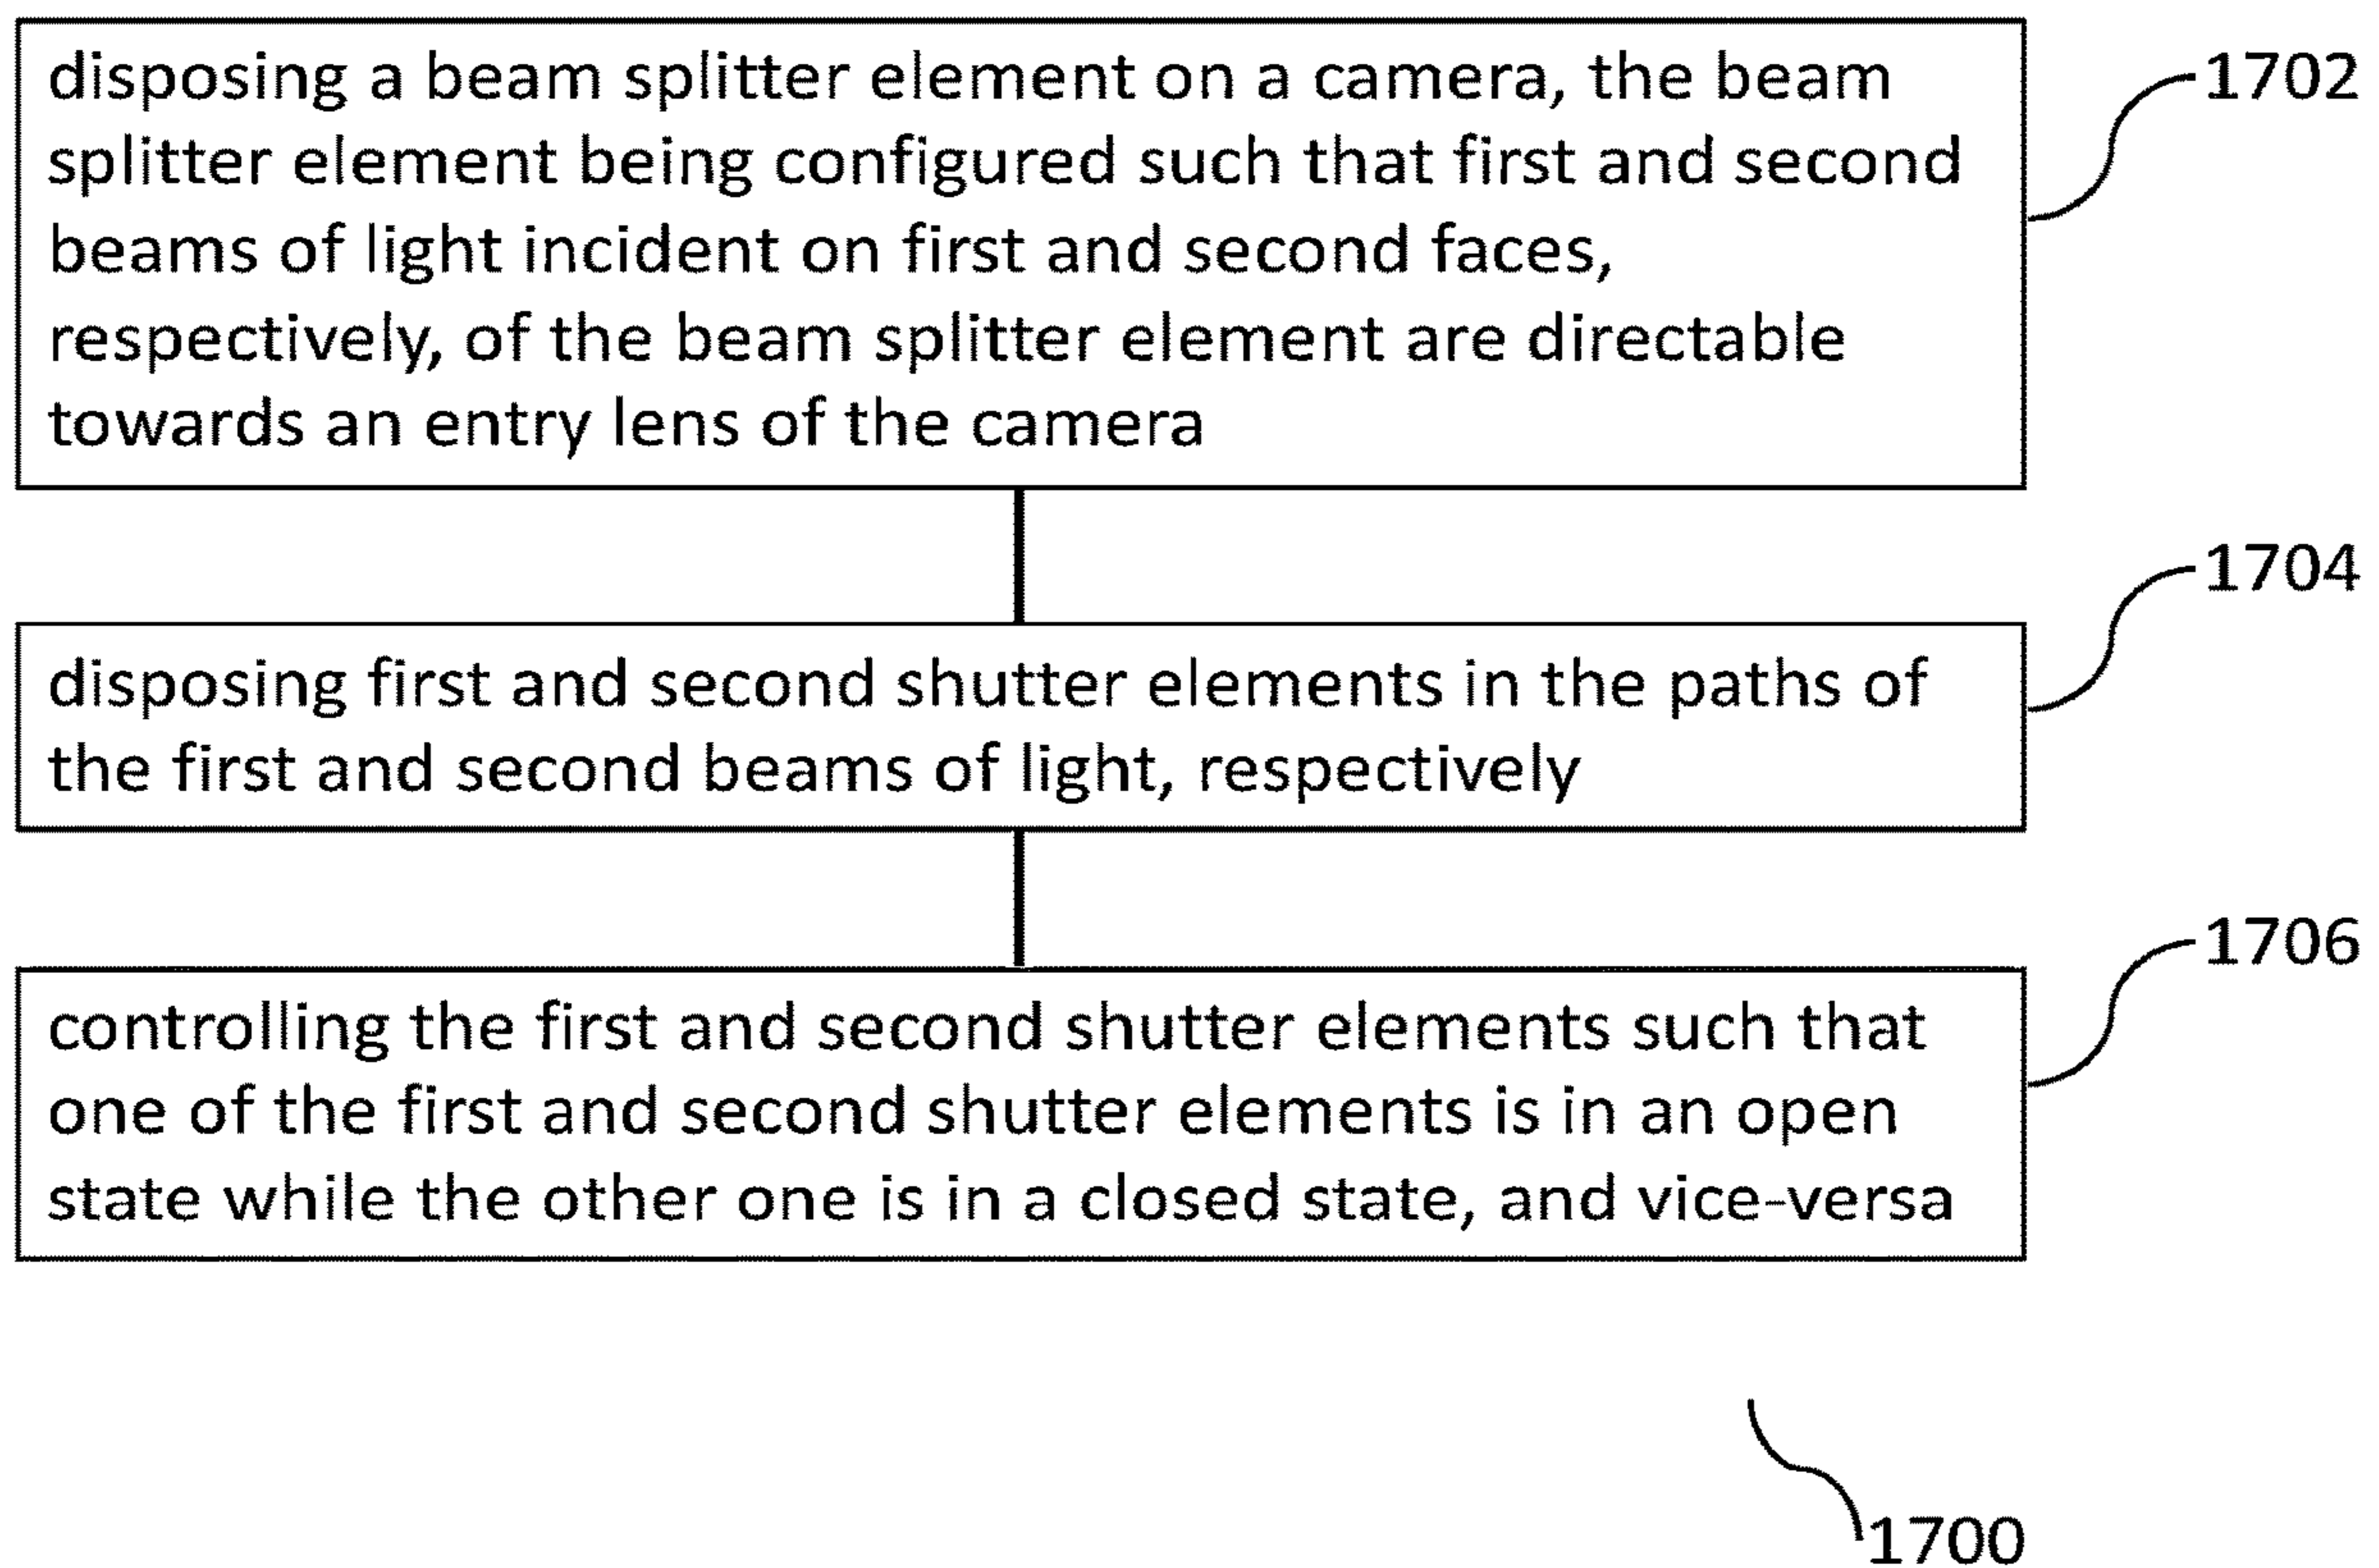 disposing a beam splitter element on a camera, the beam
splitter element being configured such that first and second
beams of light incident on first and second faces,
respectively, of the beam splitter element are directable
towards an entry lens of the camera
1702
disposing first and second shutter elements in the paths of
the first and second beams of light, respectively
1704
controlling the first and second shutter elements such that
one of the first and second shutter elements is in an open
state while the other one is in a closed state, and vice-versa
1706
1700